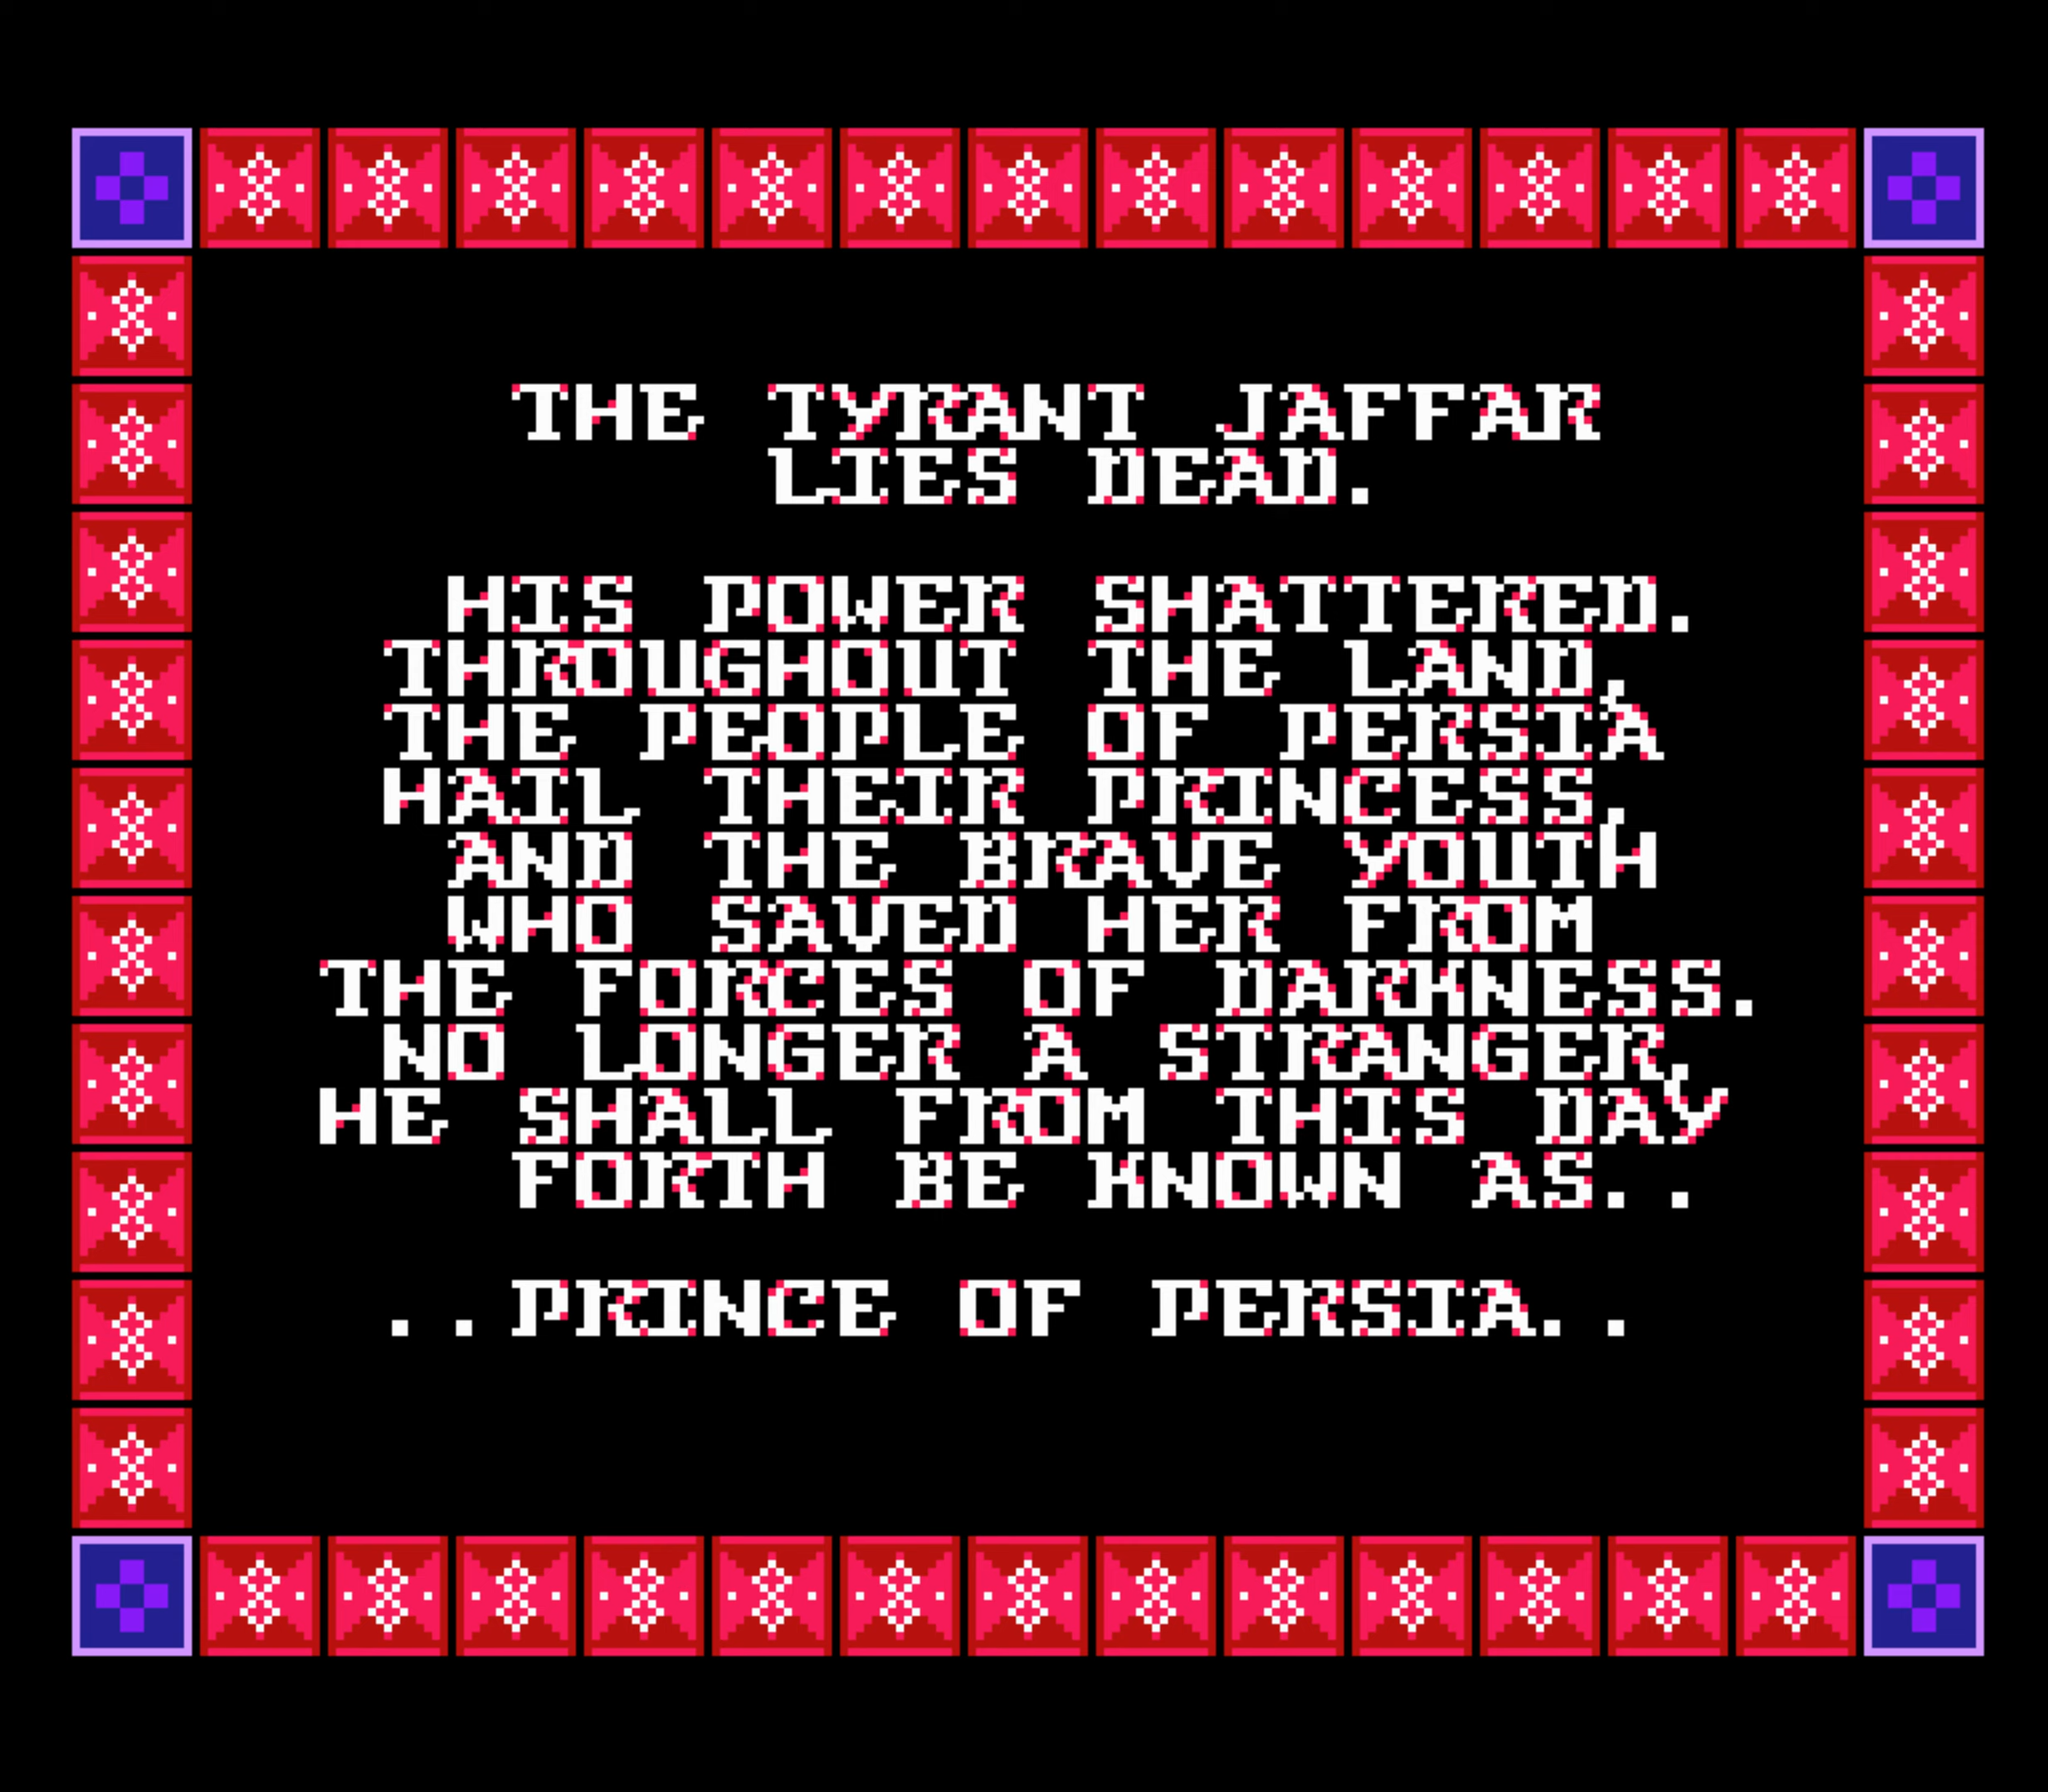 THE TYRANT JAFFAR
LIES DEAD.
HIS POWER SHATTERED.
THROUGHOUT THE LAND,
THE PEOPLE OF PERSIA
HAIL THEIR PRINCESS,
AND THE BRAVE YOUTH
WHO SAVED HER FROM
THE FORCES OF DARKNESS.
NO LONGER A STRANGER,
HE SHALL FROM THIS DAY
FORTH BE KNOWN AS..
..PRINCE OF PERSIA..